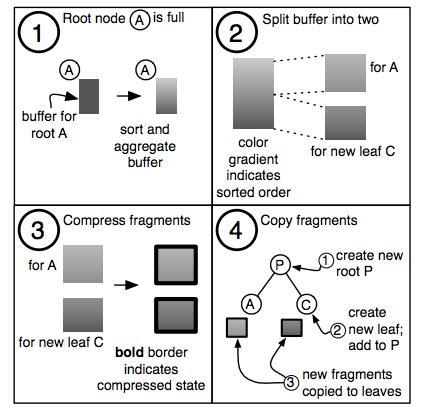 1
Root node A is full
A
A
buffer for
root A
sort and
aggregate
buffer
2
Split buffer into two
for A
for new leaf C
color
gradient
indicates
sorted order
3
Compress fragments
for A
for new leaf C
bold border
indicates
compressed state
4
Copy fragments
P
1 create new
root P
A
C
create
2 new leaf;
add to P
3 new fragments
copied to leaves